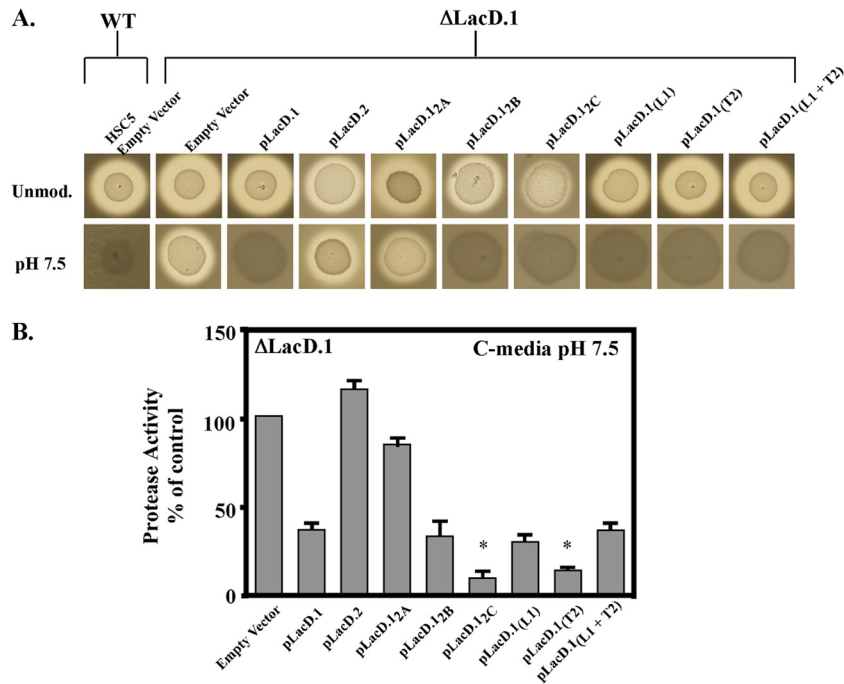 A.
WT
ΔLacD.1
HSC5
Empty Vector
Empty Vector
pLacD.1
pLacD.2
pLacD.12A
pLacD.12B
pLacD.12C
pLacD.1(L1)
pLacD.1(T2)
pLacD.1(L1 + T2)
Unmod.
pH 7.5
B.
ΔLacD.1
C-media pH 7.5
Protease Activity
% of control
150
100
50
0
*
*
Empty Vector
pLacD.1
pLacD.2
pLacD.12A
pLacD.12B
pLacD.12C
pLacD.1(L1)
pLacD.1(T2)
pLacD.1(L1 + T2)